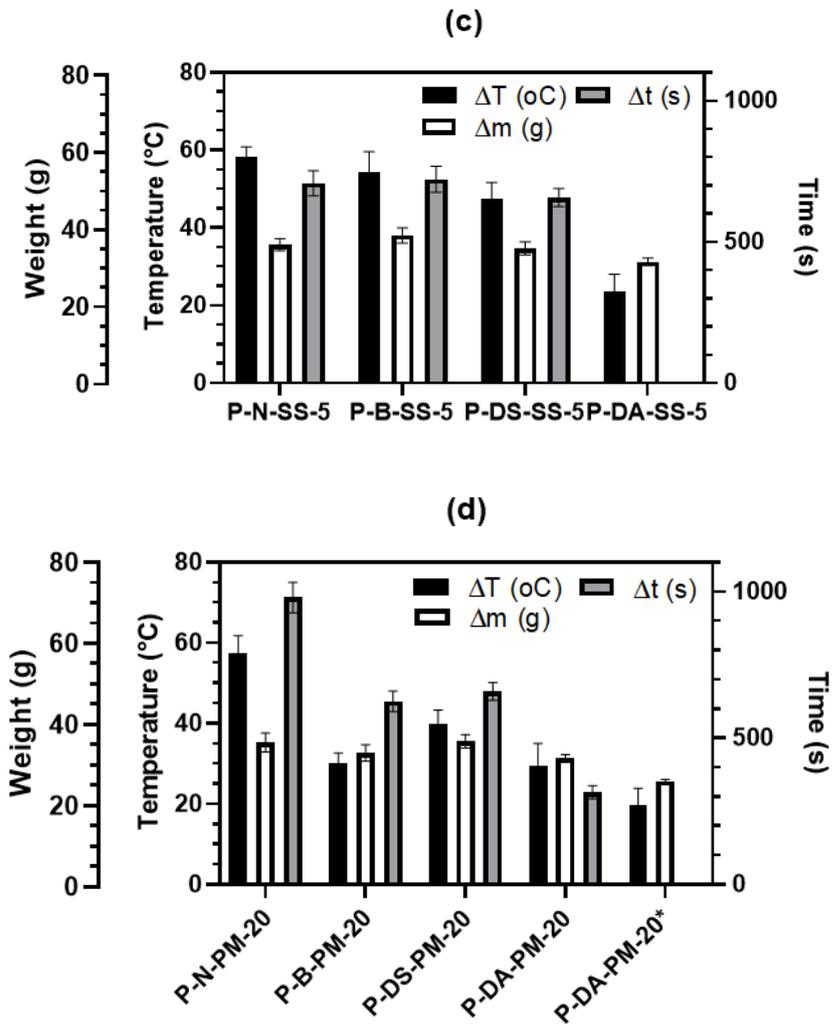 (c)
80
60
40
20
0
Weight (g)
80
60
40
20
0
Temperature (°C)
ΔT (oC)
Δt (s)
Δm (g)
1000
500
0
Time (s)
P-N-SS-5
P-B-SS-5
P-DS-SS-5
P-DA-SS-5
(d)
80
60
40
20
0
Weight (g)
80
60
40
20
0
Temperature (°C)
ΔT (oC)
Δt (s)
Δm (g)
1000
500
0
Time (s)
P-N-PM-20
P-B-PM-20
P-DS-PM-20
P-DA-PM-20
P-DA-PM-20*